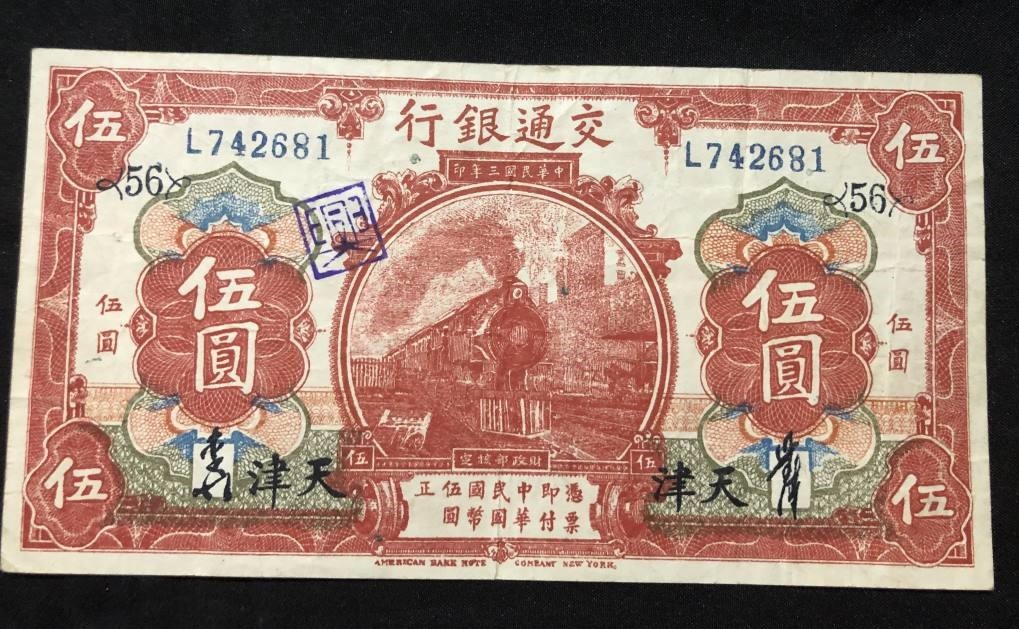 伍
伍
交通銀行
L742681
L742681
中華民國三年印
56
56
伍圓
伍圓
伍圓
伍圓
財政部核定
伍
伍
天津
天津
伍
伍
憑票即付中華民國國幣伍圓正
AMERICAN BANK NOTE COMPANY NEW YORK.